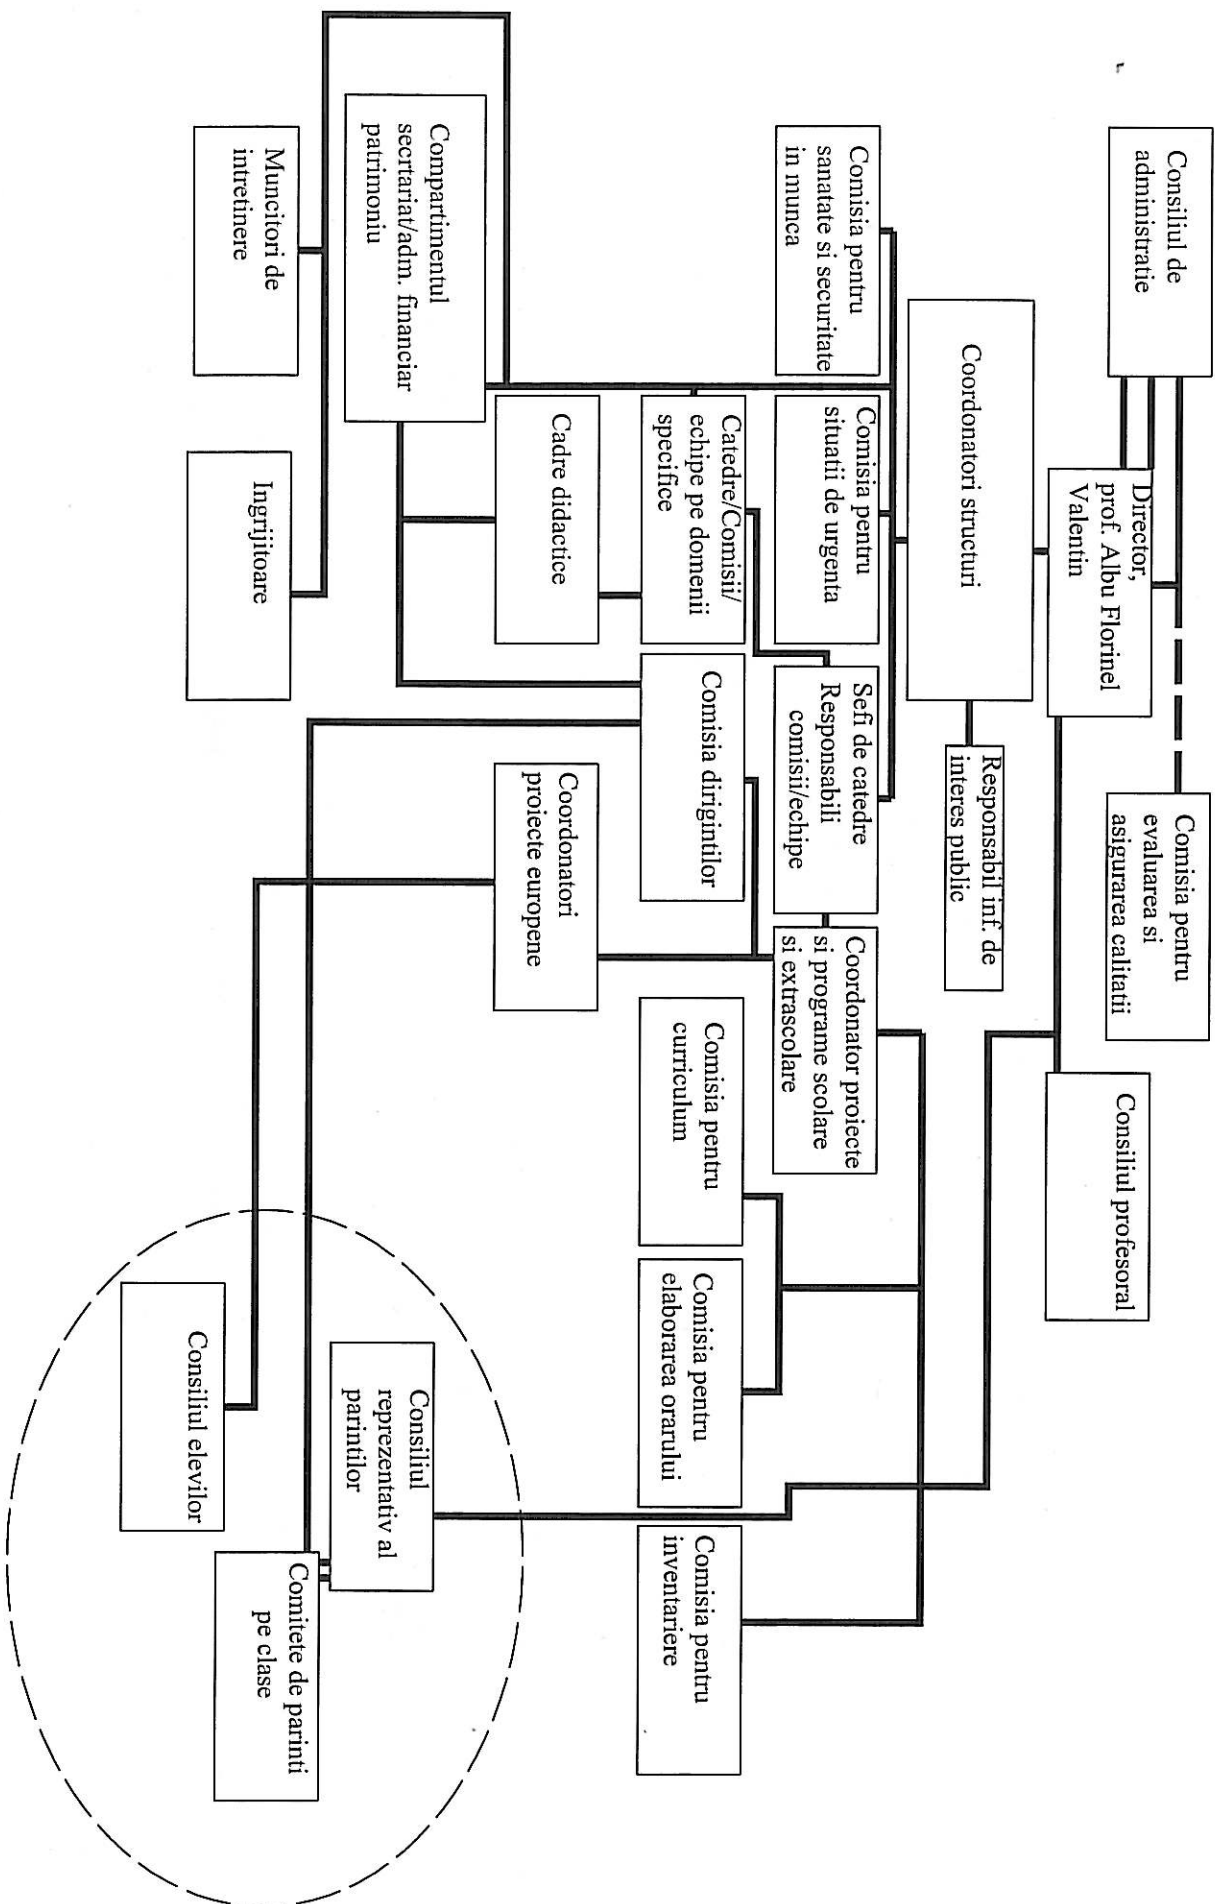 Consiliul de
administratie
Comisia pentru
evaluarea si
asigurarea calitatii
Director,
prof. Albu Florinel
Valentin
Consiliul profesoral
Coordonatori structuri
Responsabil inf. de
interes public
Comisia pentru
sanatate si securitate
in munca
Comisia pentru
situatii de urgenta
Sefi de catedre
Responsabili
comisii/echipe
Coordonator proiecte
si programe scolare
si extrascolare
Catedre/Comisii/
echipe pe domenii
specifice
Comisia dirigintilor
Comisia pentru
curriculum
Comisia pentru
elaborarea orarului
Comisia pentru
inventariere
Cadre didactice
Coordonatori
proiecte europene
Compartimentul
secrtariat/adm. financiar
patrimoniu
Consiliul
reprezentativ al
parintilor
Muncitori de
intretinere
Ingrijitoare
Comitete de parinti
pe clase
Consiliul elevilor